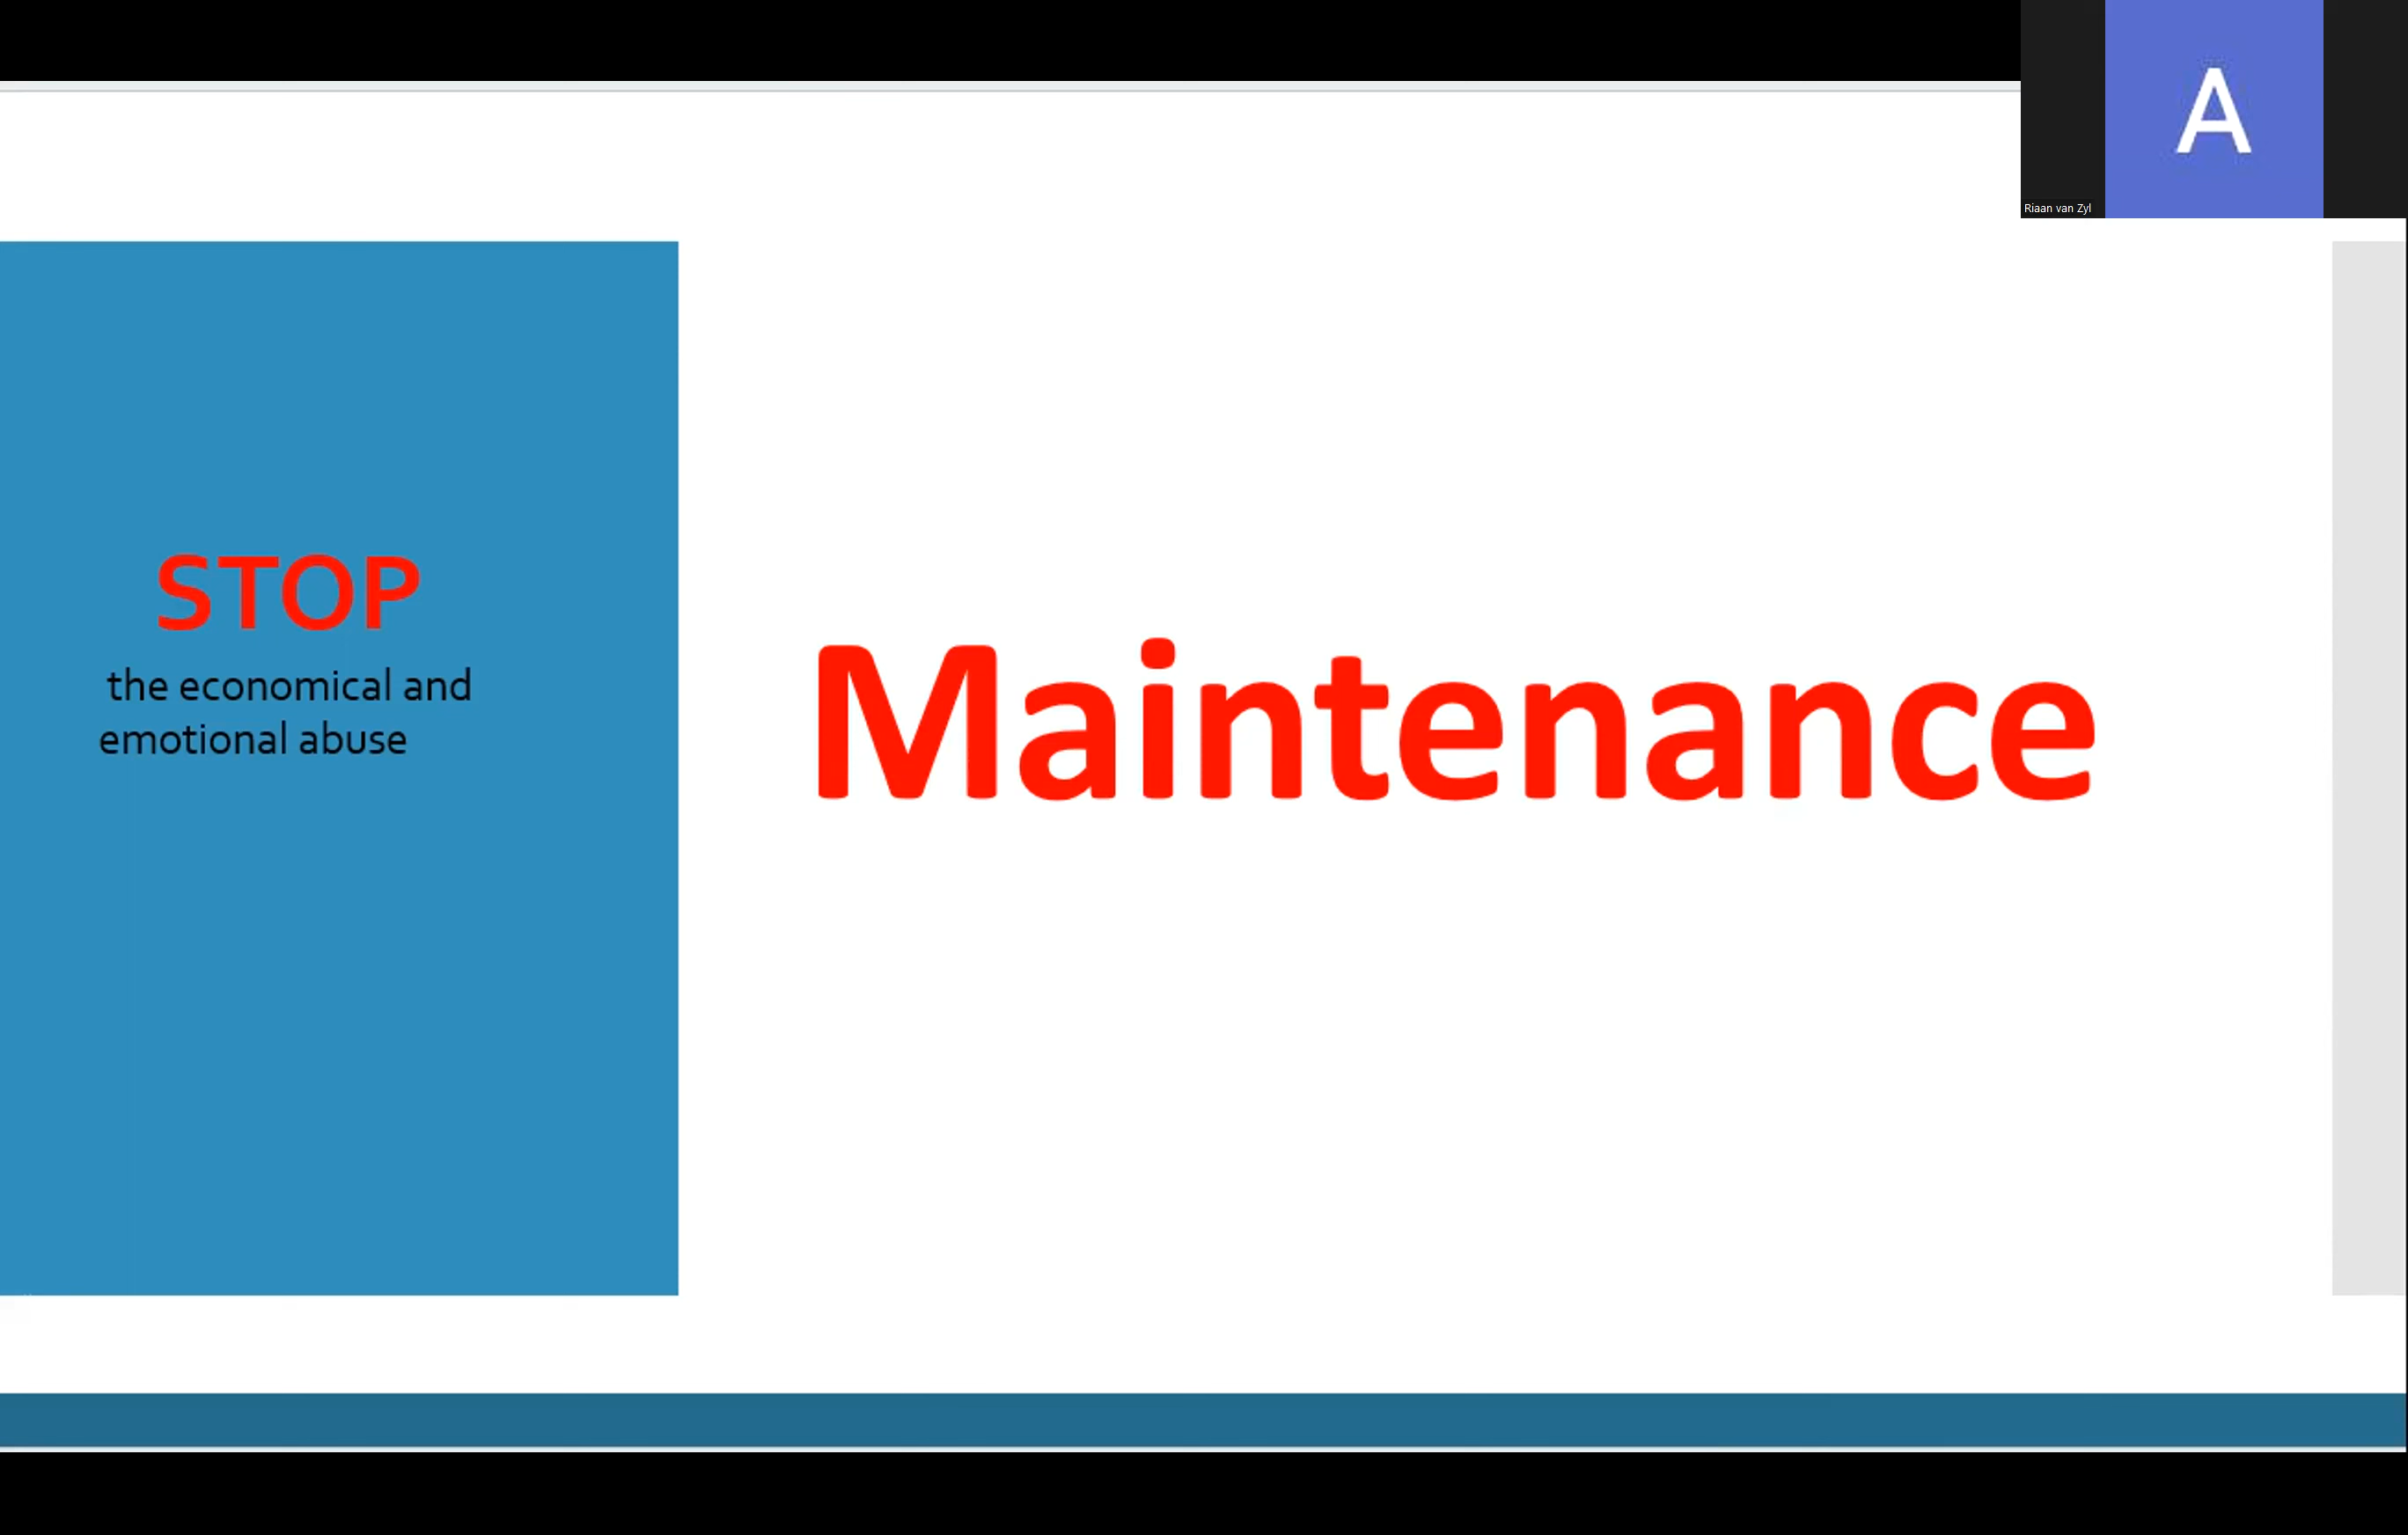 A
Riaan van Zyl
STOP
the economical and
emotional abuse
Maintenance